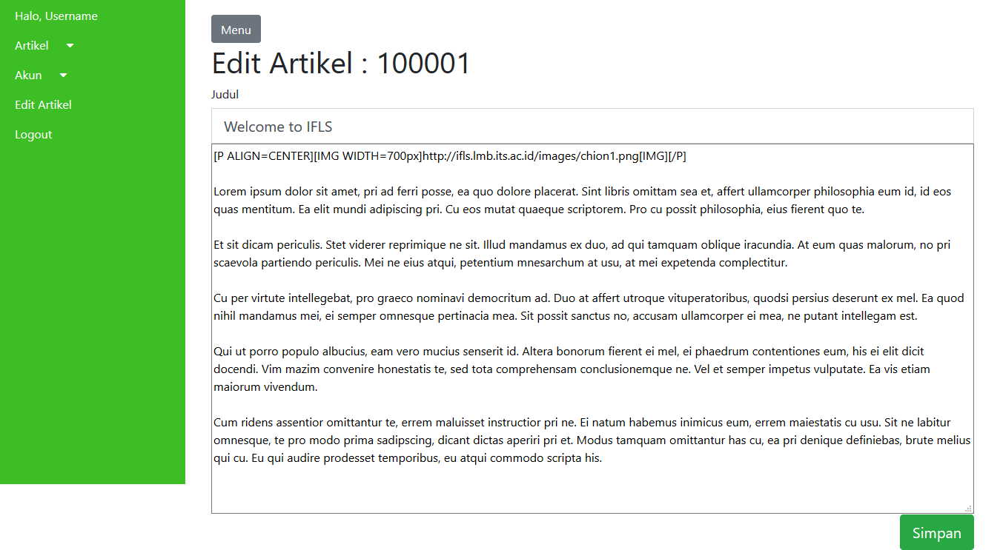 Halo, Username
Artikel
Akun
Edit Artikel
Logout
Menu
Edit Artikel : 100001
Judul
Welcome to IFLS
[P ALIGN=CENTER][IMG WIDTH=700px]http://ifls.lmb.its.ac.id/images/chion1.png[IMG][/P]
Lorem ipsum dolor sit amet, pri ad ferri posse, ea quo dolore placerat. Sint libris omittam sea et, affert ullamcorper philosophia eum id, id eos
quas mentitum. Ea elit mundi adipiscing pri. Cu eos mutat quaeque scriptorem. Pro cu possit philosophia, eius fierent quo te.
Et sit dicam periculis. Stet viderer reprimique ne sit. Illud mandamus ex duo, ad qui tamquam oblique iracundia. At eum quas malorum, no pri
scaevola partiendo periculis. Mei ne eius atqui, petentium mnesarchum at usu, at mei expetenda complectitur.
Cu per virtute intellegebat, pro graeco nominavi democritum ad. Duo at affert utroque vituperatoribus, quodsi persius deserunt ex mel. Ea quod
nihil mandamus mei, ei semper omnesque pertinacia mea. Sit possit sanctus no, accusam ullamcorper ei mea, ne putant intellegam est.
Qui ut porro populo albucius, eam vero mucius senserit id. Altera bonorum fierent ei mel, ei phaedrum contentiones eum, his ei elit dicit
docendi. Vim mazim convenire honestatis te, sed tota comprehensam conclusionemque ne. Vel et semper impetus vulputate. Ea vis etiam
maiorum vivendum.
Cum ridens assentior omittantur te, errem maluisset instructior pri ne. Ei natum habemus inimicus eum, errem maiestatis cu usu. Sit ne labitur
omnesque, te pro modo prima sadipscing, dicant dictas aperiri pri et. Modus tamquam omittantur has cu, ea pri denique definiebas, brute melius
qui cu. Eu qui audire prodesset temporibus, eu atqui commodo scripta his.
Simpan